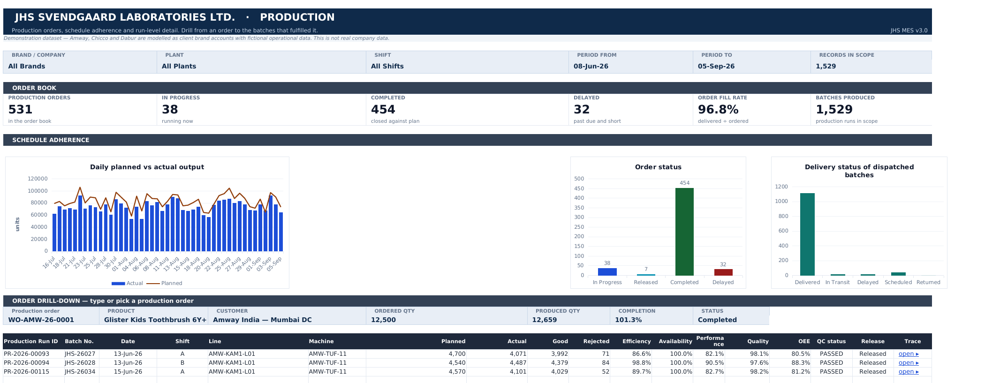 JHS SVENDGAARD LABORATORIES LTD. · PRODUCTION
Production orders, schedule adherence and run-level detail. Drill from an order to the batches that fulfilled it. JHS MES v3.0
Demonstration dataset — Amway, Chicco and Dabur are modelled as client brand accounts with fictional operational data. This is not real company data.
BRAND / COMPANY PLANT SHIFT PERIOD FROM PERIOD TO RECORDS IN SCOPE
All Brands All Plants All Shifts 08-Jun-26 05-Sep-26 1,529
ORDER BOOK
PRODUCTION ORDERS IN PROGRESS COMPLETED DELAYED ORDER FILL RATE BATCHES PRODUCED
531 38 454 32 96.8% 1,529
in the order book running now closed against plan past due and short delivered ÷ ordered production runs in scope
SCHEDULE ADHERENCE
Daily planned vs actual output
120000
100000
80000
60000
40000
20000
0
units
16-Jul 18-Jul 21-Jul 23-Jul 25-Jul 28-Jul 30-Jul 01-Aug 04-Aug 06-Aug 08-Aug 11-Aug 13-Aug 15-Aug 18-Aug 20-Aug 22-Aug 25-Aug 27-Aug 29-Aug 01-Sep 03-Sep 05-Sep
Actual Planned
Order status
500
450
400
350
300
250
200
150
100
50
0
38 7 454 32
In Progress Released Completed Delayed
Delivery status of dispatched
batches
1200
1000
800
600
400
200
0
Delivered In Transit Delayed Scheduled Returned
ORDER DRILL-DOWN — type or pick a production order
Production order PRODUCT CUSTOMER ORDERED QTY PRODUCED QTY COMPLETION STATUS
WO-AMW-26-0001 Glister Kids Toothbrush 6Y+ Amway India — Mumbai DC 12,500 12,659 101.3% Completed
Production Run ID Batch No. Date Shift Line Machine Planned Actual Good Rejected Efficiency Availability Performa
nce Quality OEE QC status Release Trace
PR-2026-00093 JHS-26027 13-Jun-26 A AMW-KAM1-L01 AMW-TUF-11 4,700 4,071 3,992 71 86.6% 100.0% 82.1% 98.1% 80.5% PASSED Released open ▸
PR-2026-00094 JHS-26028 13-Jun-26 B AMW-KAM1-L01 AMW-TUF-11 4,540 4,487 4,379 84 98.8% 100.0% 90.5% 97.6% 88.3% PASSED Released open ▸
PR-2026-00115 JHS-26034 15-Jun-26 A AMW-KAM1-L01 AMW-TUF-11 4,570 4,101 4,029 52 89.7% 100.0% 82.7% 98.2% 81.2% PASSED Released open ▸